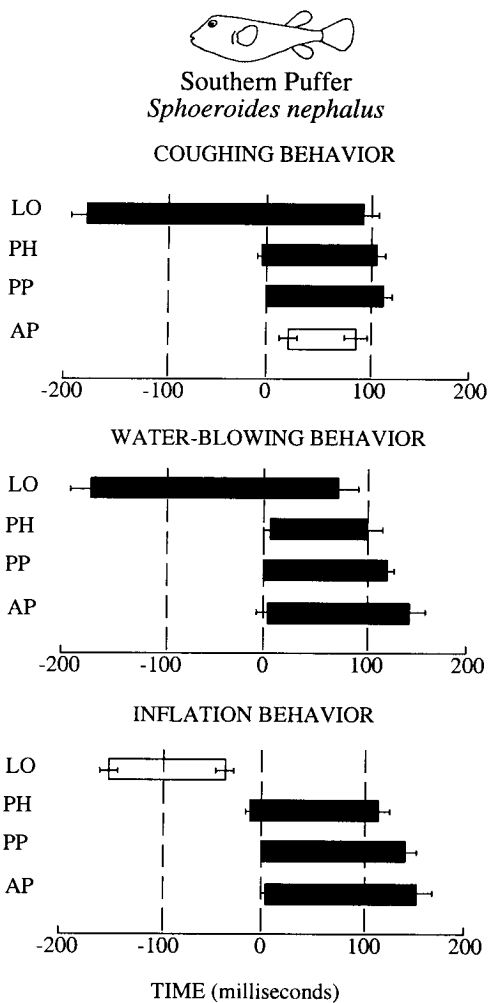 Southern Puffer
Sphoeroides nephalus
COUGHING BEHAVIOR
LO
PH
PP
AP
-200 -100 0 100 200
WATER-BLOWING BEHAVIOR
LO
PH
PP
AP
-200 -100 0 100 200
INFLATION BEHAVIOR
LO
PH
PP
AP
-200 -100 0 100 200
TIME (milliseconds)